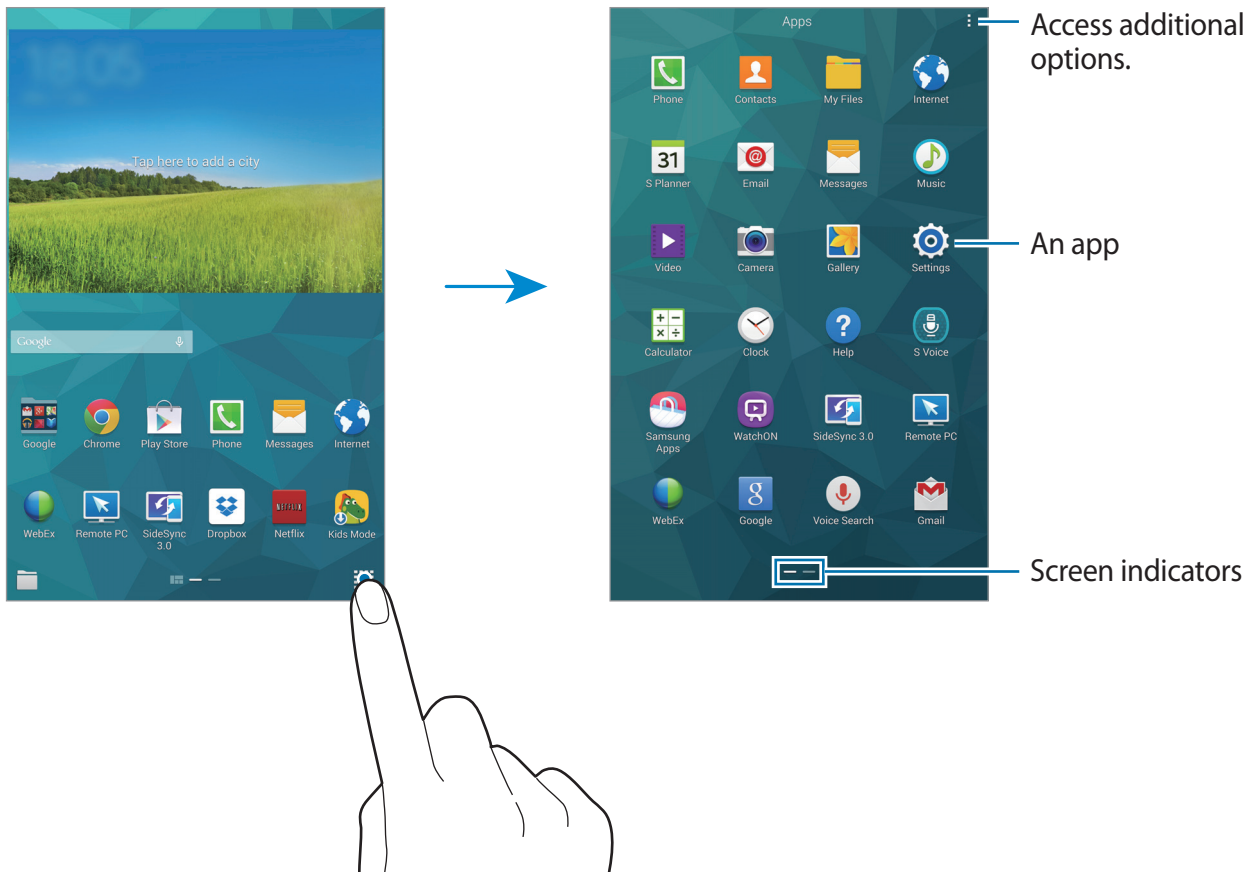 18:05
Tap here to add a city
Google
Google Chrome Play Store Phone Messages Internet
NETFLIX
WebEx Remote PC SideSync 3.0 Dropbox Netflix Kids Mode
Apps
Access additional
options.
Phone Contacts My Files Internet
31
S Planner Email Messages Music
An app
Video Camera Gallery Settings
Calculator Clock Help S Voice
Samsung Apps WatchON SideSync 3.0 Remote PC
WebEx Google Voice Search Gmail
Screen indicators